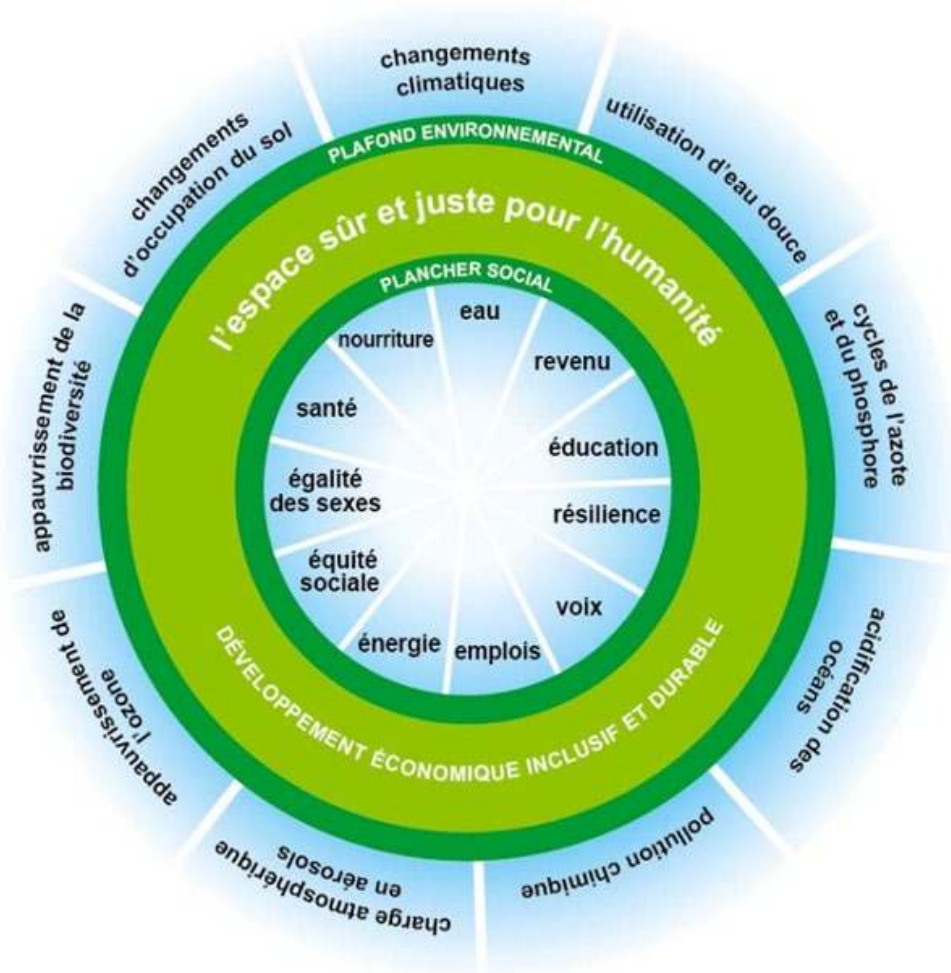 changements
climatiques
utilisation d'eau douce
cycles de l'azote
et du phosphore
acidification des
océans
pollution chimique
charge atmosphérique
en aérosols
appauvrissement de
l'ozone
appauvrissement de la
biodiversité
changements
d'occupation du sol
PLAFOND ENVIRONNEMENTAL
l'espace sûr et juste pour l'humanité
PLANCHER SOCIAL
eau
revenu
éducation
résilience
voix
emplois
énergie
équité
sociale
égalité
des sexes
santé
nourriture
DÉVELOPPEMENT ÉCONOMIQUE INCLUSIF ET DURABLE